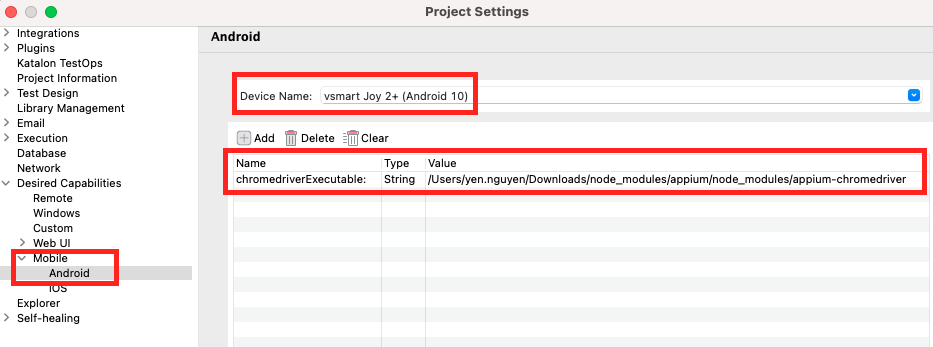 Project Settings
Integrations
Plugins
Katalon TestOps
Project Information
Test Design
Library Management
Email
Execution
Database
Network
Desired Capabilities
Remote
Windows
Custom
Web UI
Mobile
Android
iOS
Explorer
Self-healing
Android
Device Name: vsmart Joy 2+ (Android 10)
Add Delete Clear
Name Type Value
chromedriverExecutable: String /Users/yen.nguyen/Downloads/node_modules/appium/node_modules/appium-chromedriver